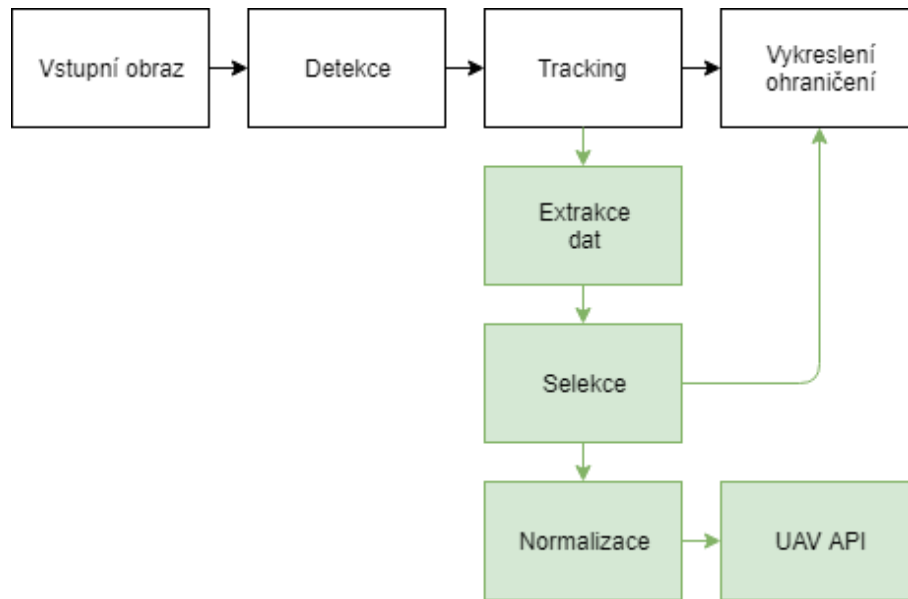 Vstupní obraz
Detekce
Tracking
Vykreslení
ohraničení
Extrakce
dat
Selekce
Normalizace
UAV API